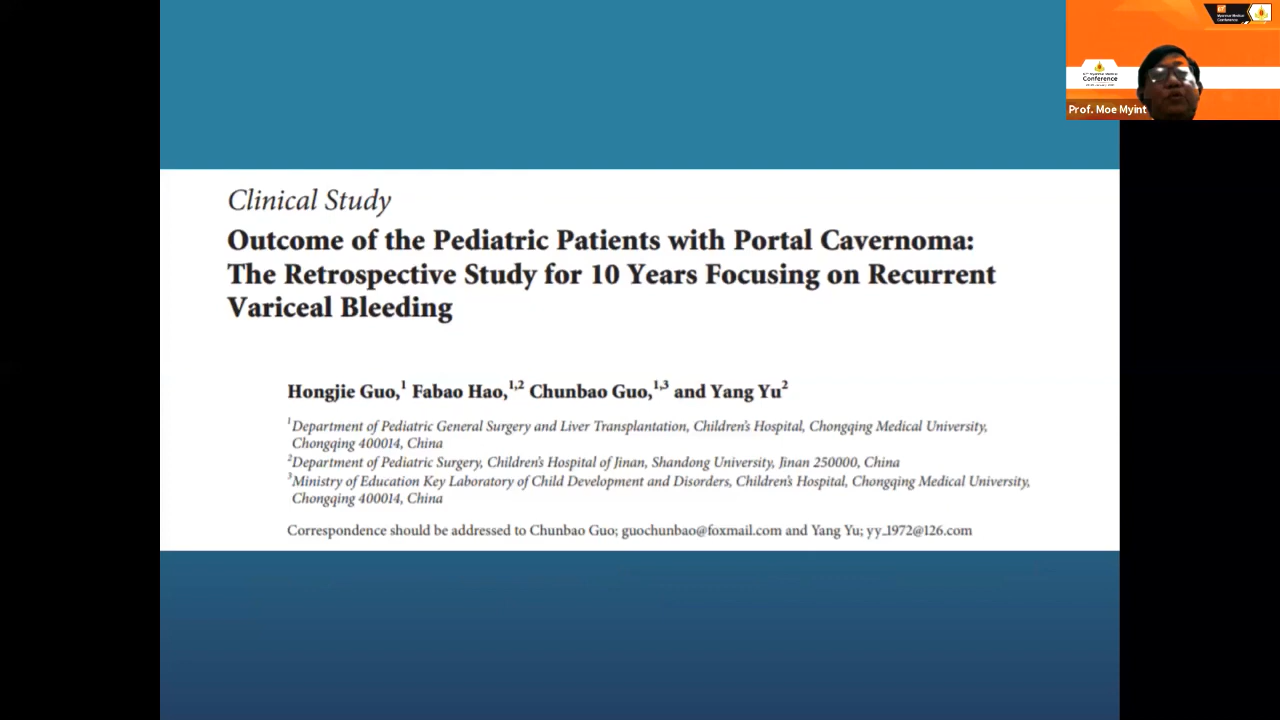 Myanmar Medical
Conference
Conference
Prof. Moe Myint
Clinical Study
Outcome of the Pediatric Patients with Portal Cavernoma:
The Retrospective Study for 10 Years Focusing on Recurrent
Variceal Bleeding
Hongjie Guo,1 Fabao Hao,1,2 Chunbao Guo,1,3 and Yang Yu2
1Department of Pediatric General Surgery and Liver Transplantation, Children's Hospital, Chongqing Medical University,
Chongqing 400014, China
2Department of Pediatric Surgery, Children's Hospital of Jinan, Shandong University, Jinan 250000, China
3Ministry of Education Key Laboratory of Child Development and Disorders, Children's Hospital, Chongqing Medical University,
Chongqing 400014, China
Correspondence should be addressed to Chunbao Guo; guochunbao@foxmail.com and Yang Yu; yy_1972@126.com